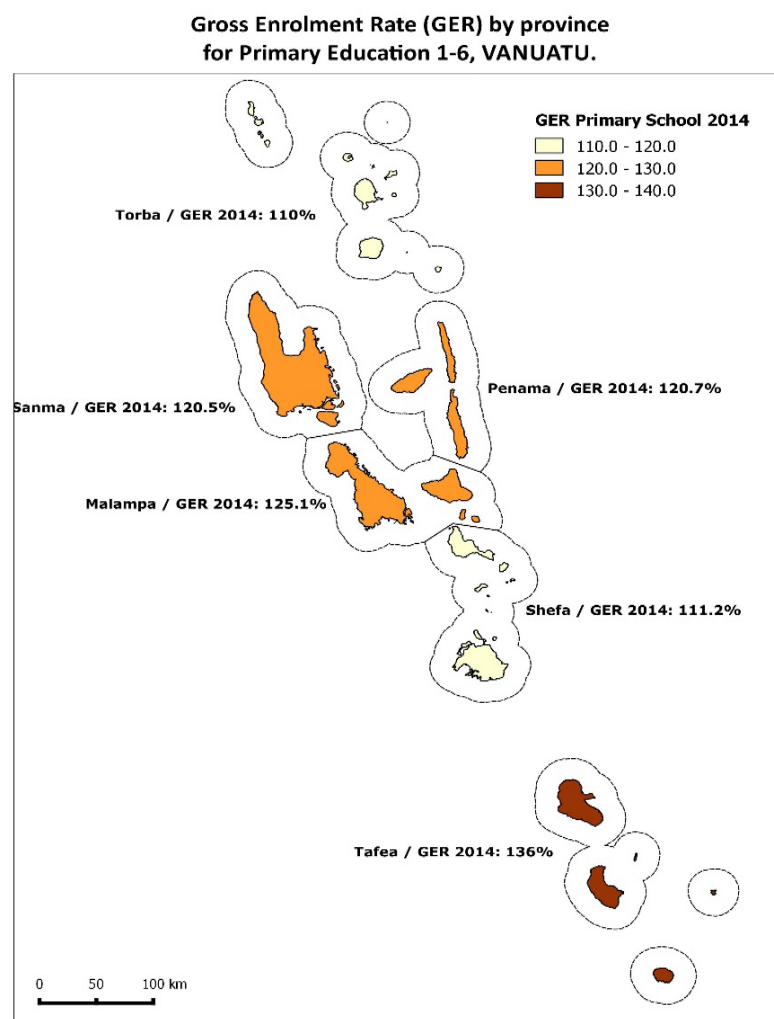 Gross Enrolment Rate (GER) by province
for Primary Education 1-6, VANUATU.
GER Primary School 2014
110.0 - 120.0
120.0 - 130.0
130.0 - 140.0
Torba / GER 2014: 110%
Penama / GER 2014: 120.7%
Sanma / GER 2014: 120.5%
Malampa / GER 2014: 125.1%
Shefa / GER 2014: 111.2%
Tafea / GER 2014: 136%
0 50 100 km